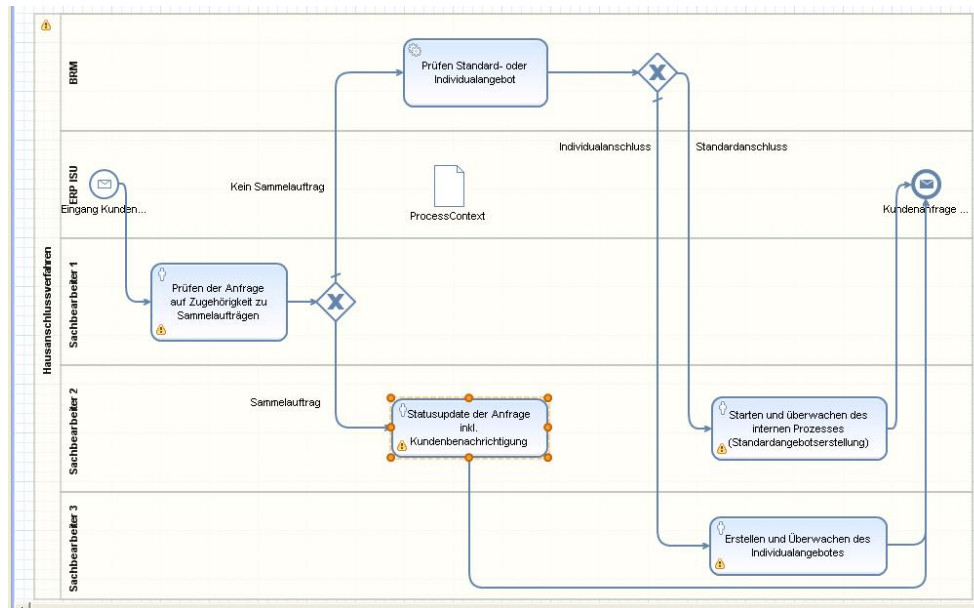 Hausanschlussverfahren
BRM
Prüfen Standard- oder
Individualangebot
Individualanschluss
Standardanschluss
ERP ISU
Eingang Kunden...
Kein Sammelauftrag
ProcessContext
Kundenanfrage ...
Sachbearbeiter 1
Prüfen der Anfrage
auf Zugehörigkeit zu
Sammelaufträgen
Sachbearbeiter 2
Sammelauftrag
Statusupdate der Anfrage
inkl.
Kundenbenachrichtigung
Starten und überwachen des
internen Prozesses
(Standardangebotserstellung)
Sachbearbeiter 3
Erstellen und Überwachen des
Individualangebotes